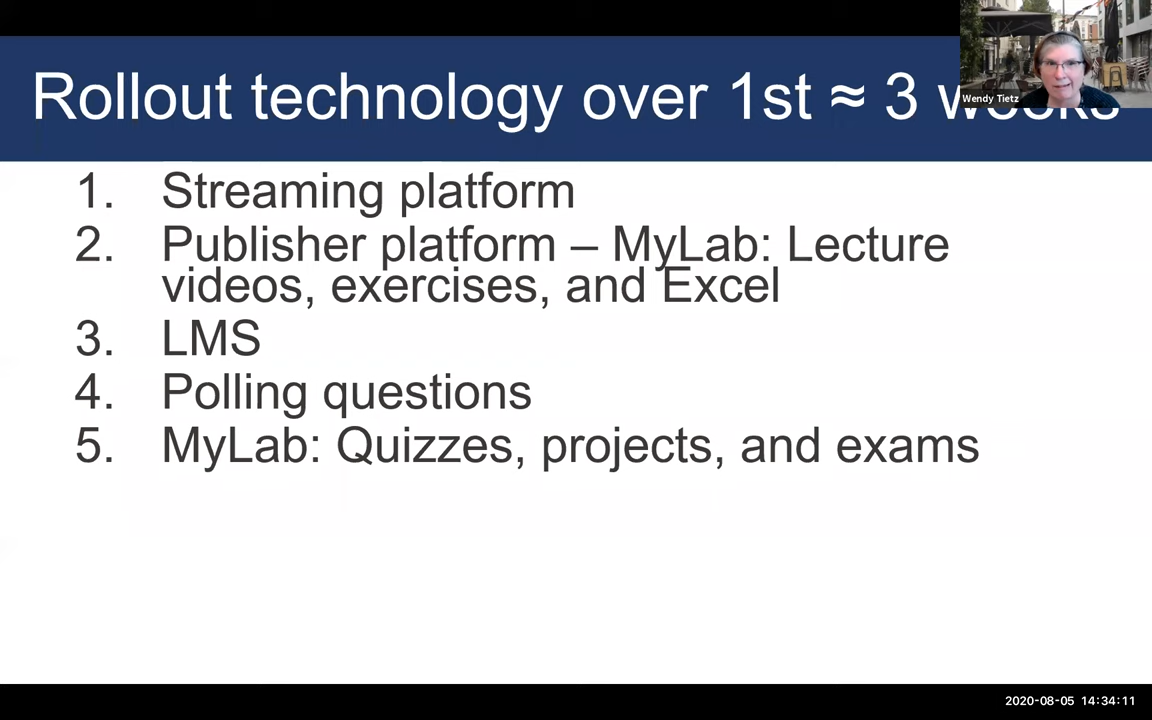 Rollout technology over 1st ≈ 3 weeks
Wendy Tietz
1. Streaming platform
2. Publisher platform – MyLab: Lecture
videos, exercises, and Excel
3. LMS
4. Polling questions
5. MyLab: Quizzes, projects, and exams
2020-08-05 14:34:11